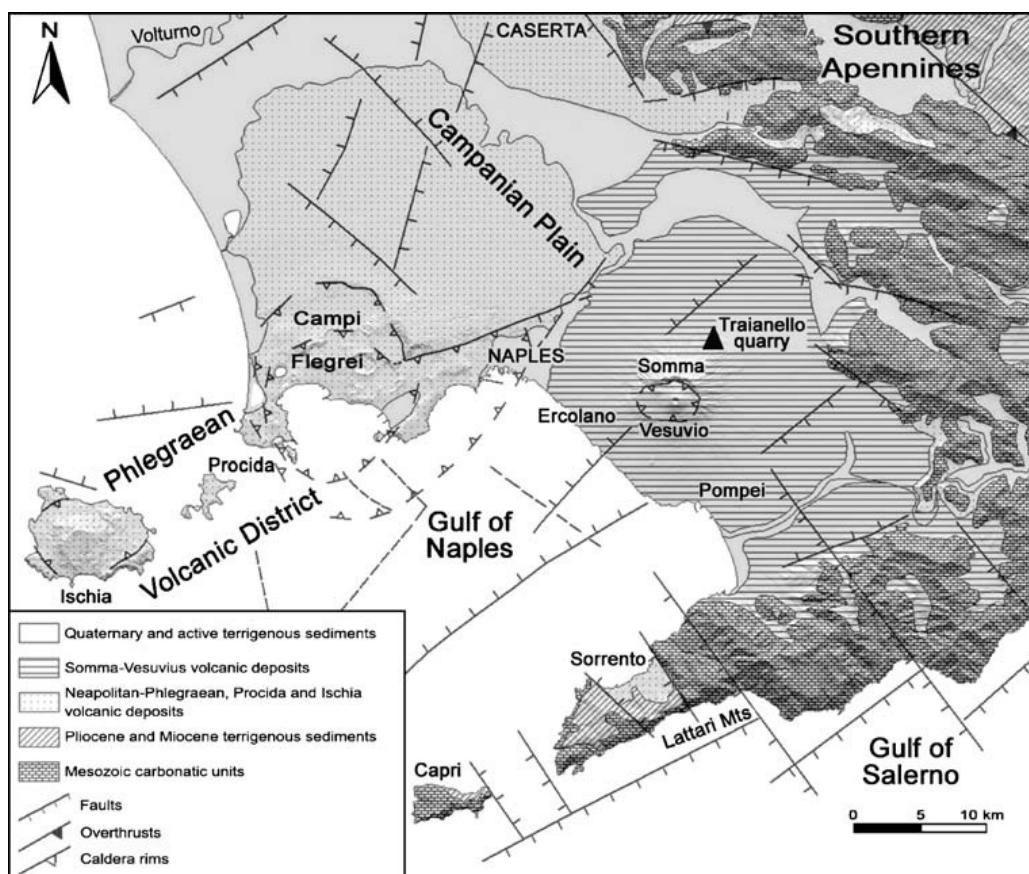 N
Volturno
CASERTA
Southern
Apennines
Campanian Plain
Campi
Flegrei
NAPLES
Traianello
quarry
Somma
Ercolano
Vesuvio
Phlegraean
Volcanic District
Procida
Pompei
Gulf of
Naples
Ischia
Sorrento
Lattari Mts
Capri
Gulf of
Salerno
0 5 10 km
Quaternary and active terrigenous sediments
Somma-Vesuvius volcanic deposits
Neapolitan-Phlegraean, Procida and Ischia
volcanic deposits
Pliocene and Miocene terrigenous sediments
Mesozoic carbonatic units
Faults
Overthrusts
Caldera rims